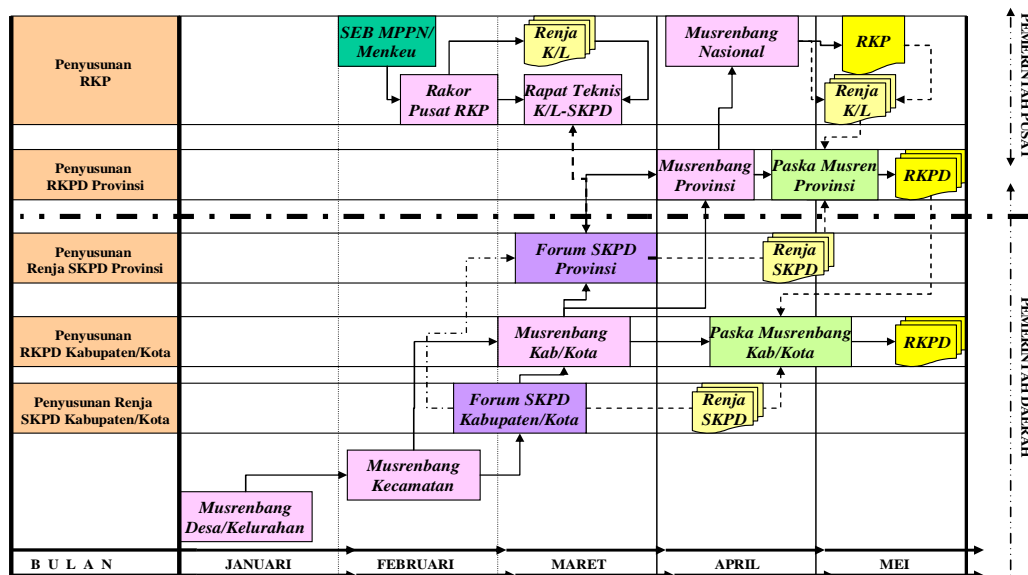 Penyusunan
RKP
SEB MPPN/
Menkeu
Renja
K/L
Musrenbang
Nasional
RKP
Rakor
Pusat RKP
Rapat Teknis
K/L-SKPD
Renja
K/L
PEMERINTAH PUSAT
Penyusunan
RKPD Provinsi
Musrenbang
Provinsi
Paska Musren
Provinsi
RKPD
Penyusunan
Renja SKPD Provinsi
Forum SKPD
Provinsi
Renja
SKPD
Penyusunan
RKPD Kabupaten/Kota
Musrenbang
Kab/Kota
Paska Musrenbang
Kab/Kota
RKPD
PEMERINTAH DAERAH
Penyusunan Renja
SKPD Kabupaten/Kota
Forum SKPD
Kabupaten/Kota
Renja
SKPD
Musrenbang
Kecamatan
Musrenbang
Desa/Kelurahan
B U L A N
JANUARI
FEBRUARI
MARET
APRIL
MEI